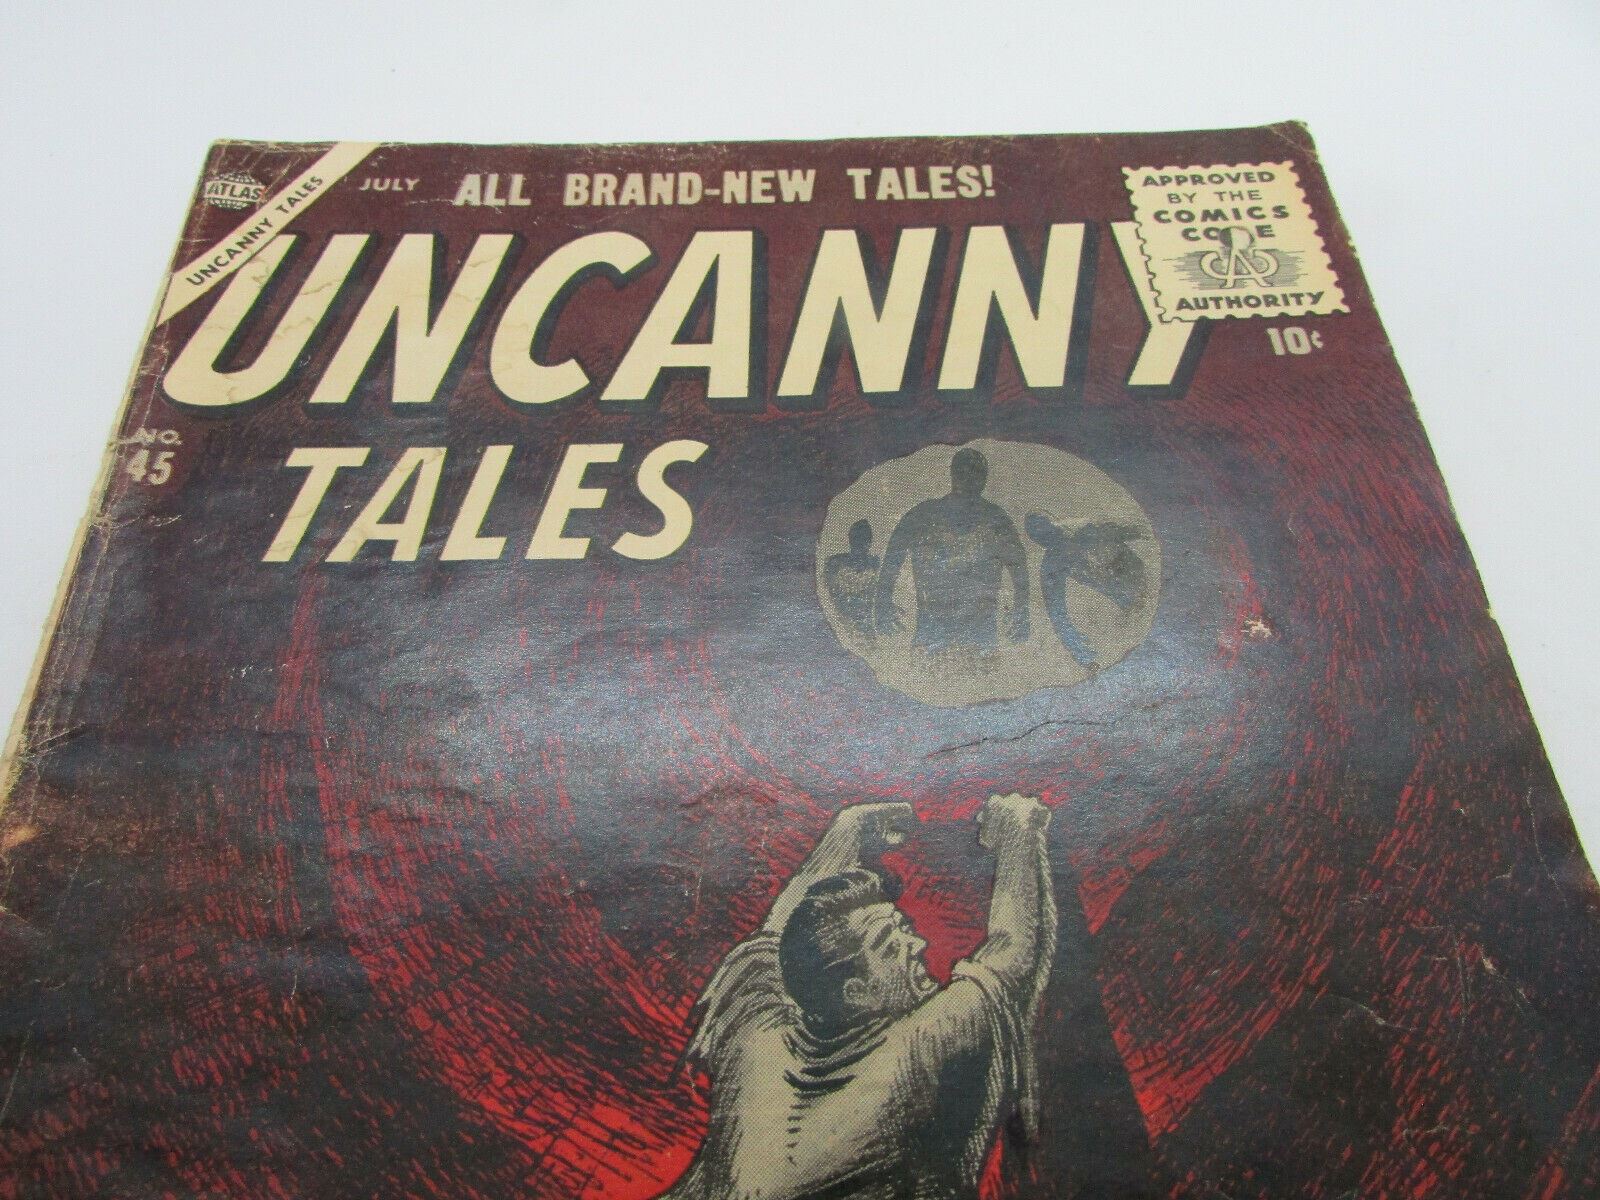 ATLAS
UNCANNY TALES
JULY
ALL BRAND-NEW TALES!
APPROVED
BY THE
COMICS
CODE
A
AUTHORITY
UNCANNY
10¢
NO.
45
TALES